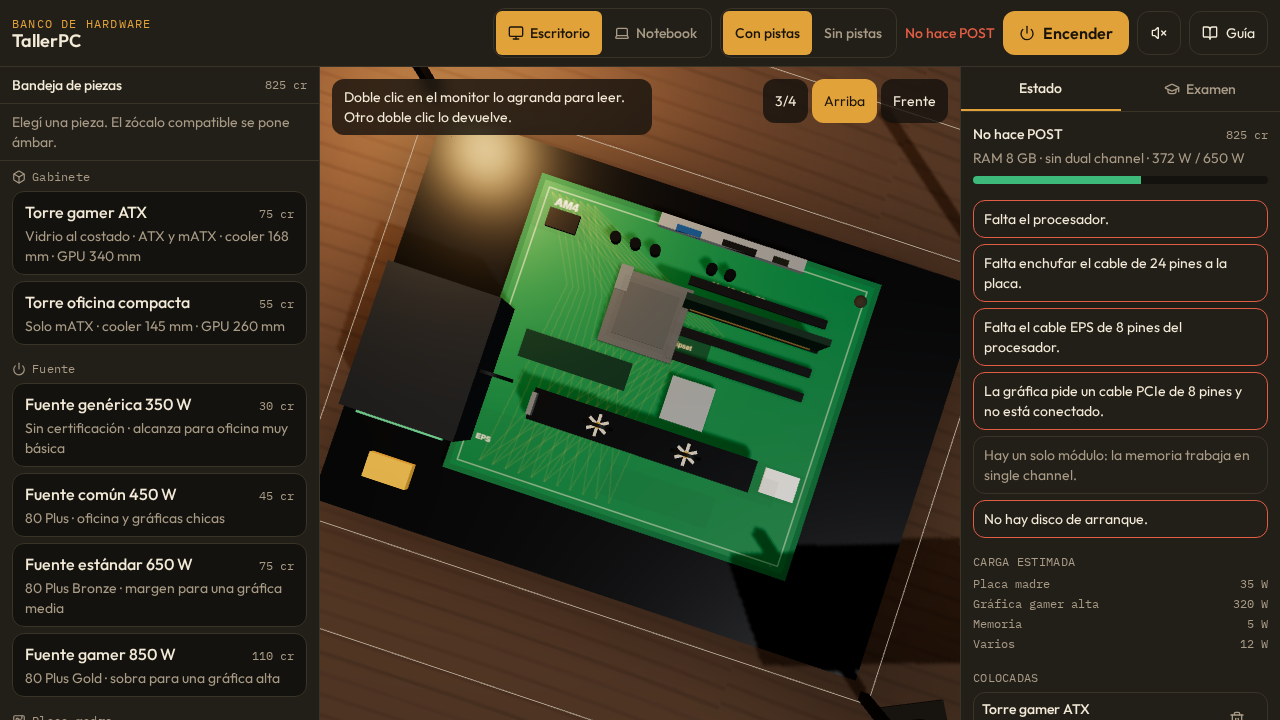 BANCO DE HARDWARE
TallerPC
Escritorio
Notebook
Con pistas
Sin pistas
No hace POST
Encender
Guía
Bandeja de piezas
825 cr
Elegí una pieza. El zócalo compatible se pone
ámbar.
Gabinete
Torre gamer ATX
75 cr
Vidrio al costado · ATX y mATX · cooler 168
mm · GPU 340 mm
Torre oficina compacta
55 cr
Solo mATX · cooler 145 mm · GPU 260 mm
Fuente
Fuente genérica 350 W
30 cr
Sin certificación · alcanza para oficina muy
básica
Fuente común 450 W
45 cr
80 Plus · oficina y gráficas chicas
Fuente estándar 650 W
75 cr
80 Plus Bronze · margen para una gráfica
media
Fuente gamer 850 W
110 cr
80 Plus Gold · sobra para una gráfica alta
Doble clic en el monitor lo agranda para leer.
Otro doble clic lo devuelve.
3/4
Arriba
Frente
AM4
EPS
Estado
Examen
No hace POST
825 cr
RAM 8 GB · sin dual channel · 372 W / 650 W
Falta el procesador.
Falta enchufar el cable de 24 pines a la
placa.
Falta el cable EPS de 8 pines del
procesador.
La gráfica pide un cable PCIe de 8 pines y
no está conectado.
Hay un solo módulo: la memoria trabaja en
single channel.
No hay disco de arranque.
CARGA ESTIMADA
Placa madre
35 W
Gráfica gamer alta
320 W
Memoria
5 W
Varios
12 W
COLOCADAS
Torre gamer ATX